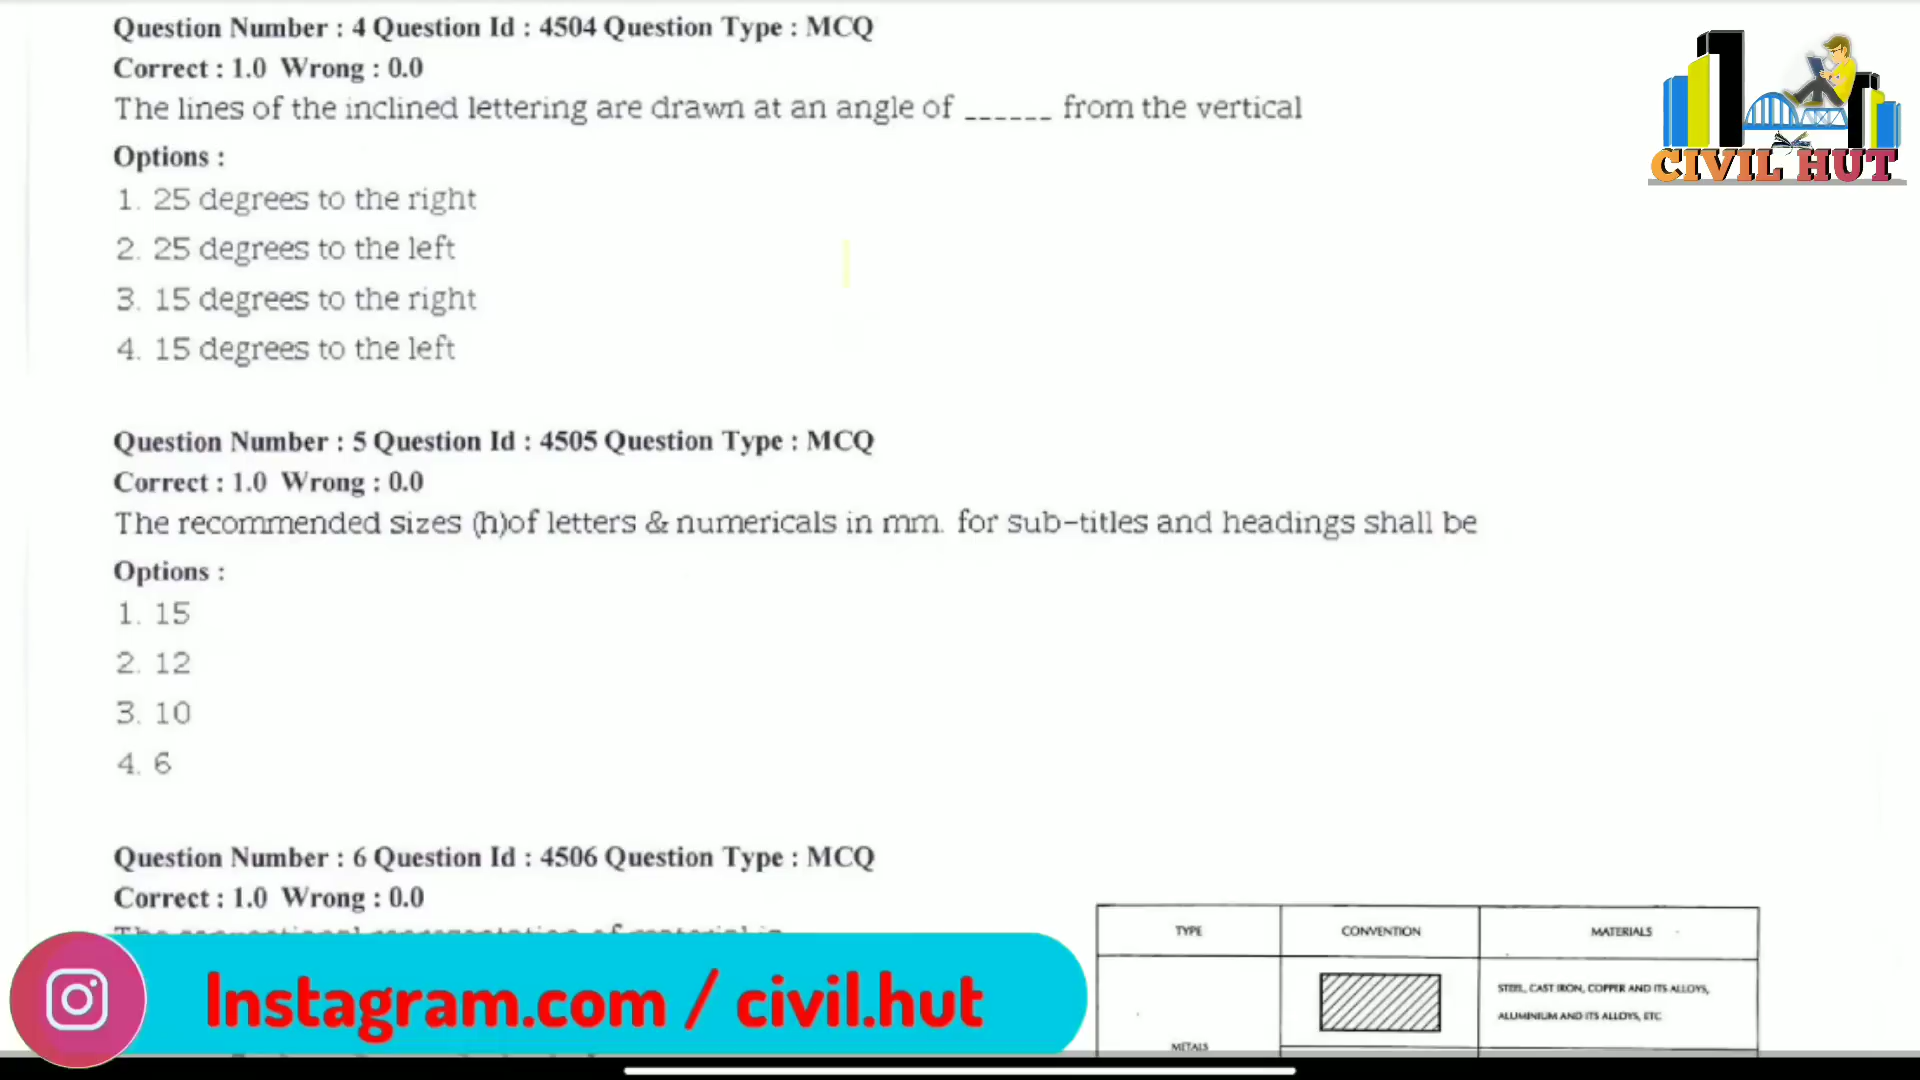 Question Number : 4 Question Id : 4504 Question Type : MCQ
Correct : 1.0 Wrong : 0.0
The lines of the inclined lettering are drawn at an angle of ______ from the vertical
Options :
1. 25 degrees to the right
2. 25 degrees to the left
3. 15 degrees to the right
4. 15 degrees to the left
CIVIL HUT
Question Number : 5 Question Id : 4505 Question Type : MCQ
Correct : 1.0 Wrong : 0.0
The recommended sizes (h)of letters & numericals in mm. for sub-titles and headings shall be
Options :
1. 15
2. 12
3. 10
4. 6
Question Number : 6 Question Id : 4506 Question Type : MCQ
Correct : 1.0 Wrong : 0.0
TYPE CONVENTION MATERIALS
STEEL, CAST IRON, COPPER AND ITS ALLOYS,
ALUMINIUM AND ITS ALLOYS, ETC
METALS
Instagram.com / civil.hut